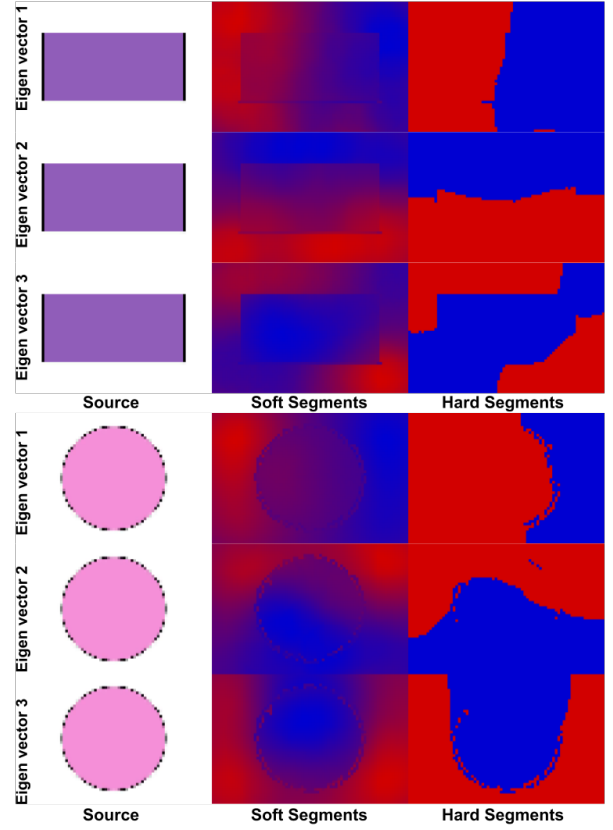 Eigen vector 1
Eigen vector 2
Eigen vector 3
Source Soft Segments Hard Segments
Eigen vector 1
Eigen vector 2
Eigen vector 3
Source Soft Segments Hard Segments